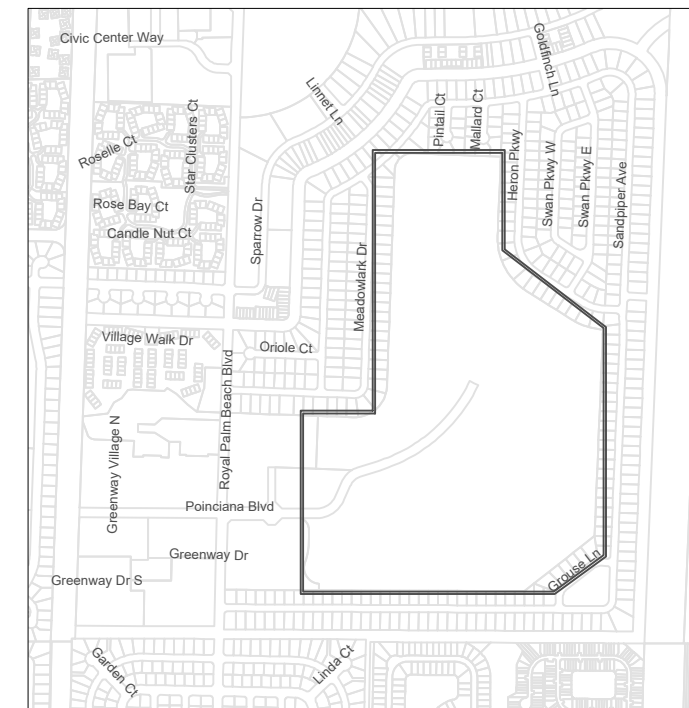 Civic Center Way
Goldfinch Ln
Linnet Ln
Pintail Ct
Mallard Ct
Roselle Ct
Star Clusters Ct
Heron Pkwy
Swan Pkwy W
Swan Pkwy E
Sandpiper Ave
Rose Bay Ct
Candle Nut Ct
Sparrow Dr
Meadowlark Dr
Village Walk Dr
Oriole Ct
Royal Palm Beach Blvd
Greenway Village N
Poinciana Blvd
Greenway Dr
Greenway Dr S
Grouse Ln
Garden Ct
Linda Ct